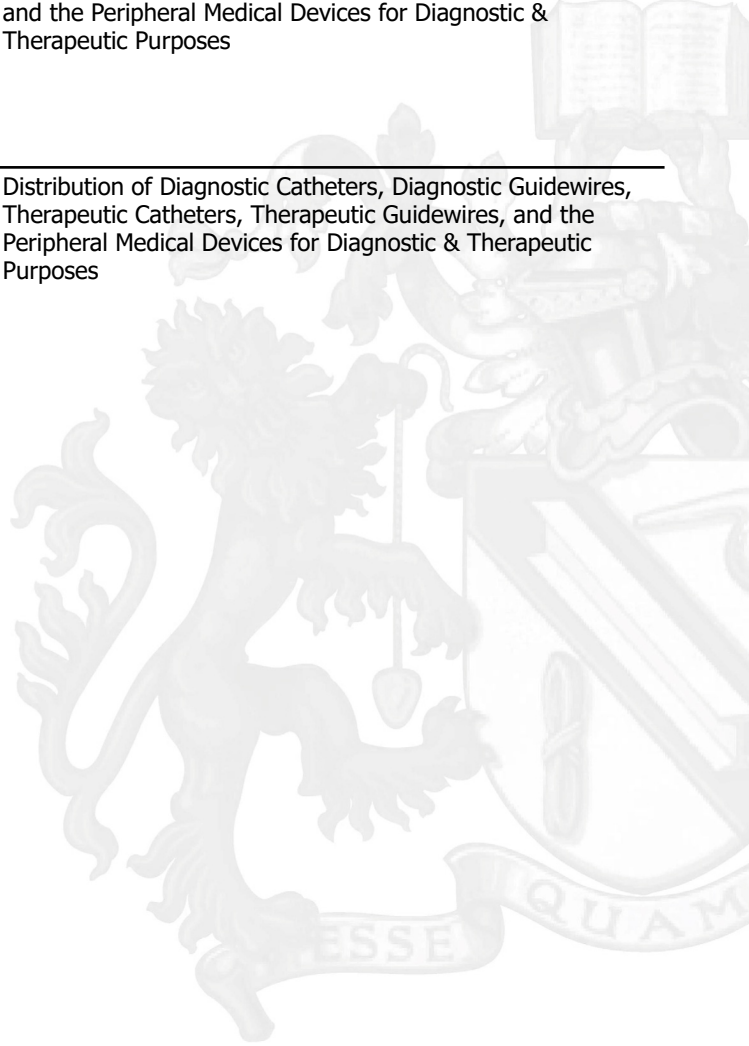 and the Peripheral Medical Devices for Diagnostic &
Therapeutic Purposes
Distribution of Diagnostic Catheters, Diagnostic Guidewires,
Therapeutic Catheters, Therapeutic Guidewires, and the
Peripheral Medical Devices for Diagnostic & Therapeutic
Purposes
ESSE QUAM